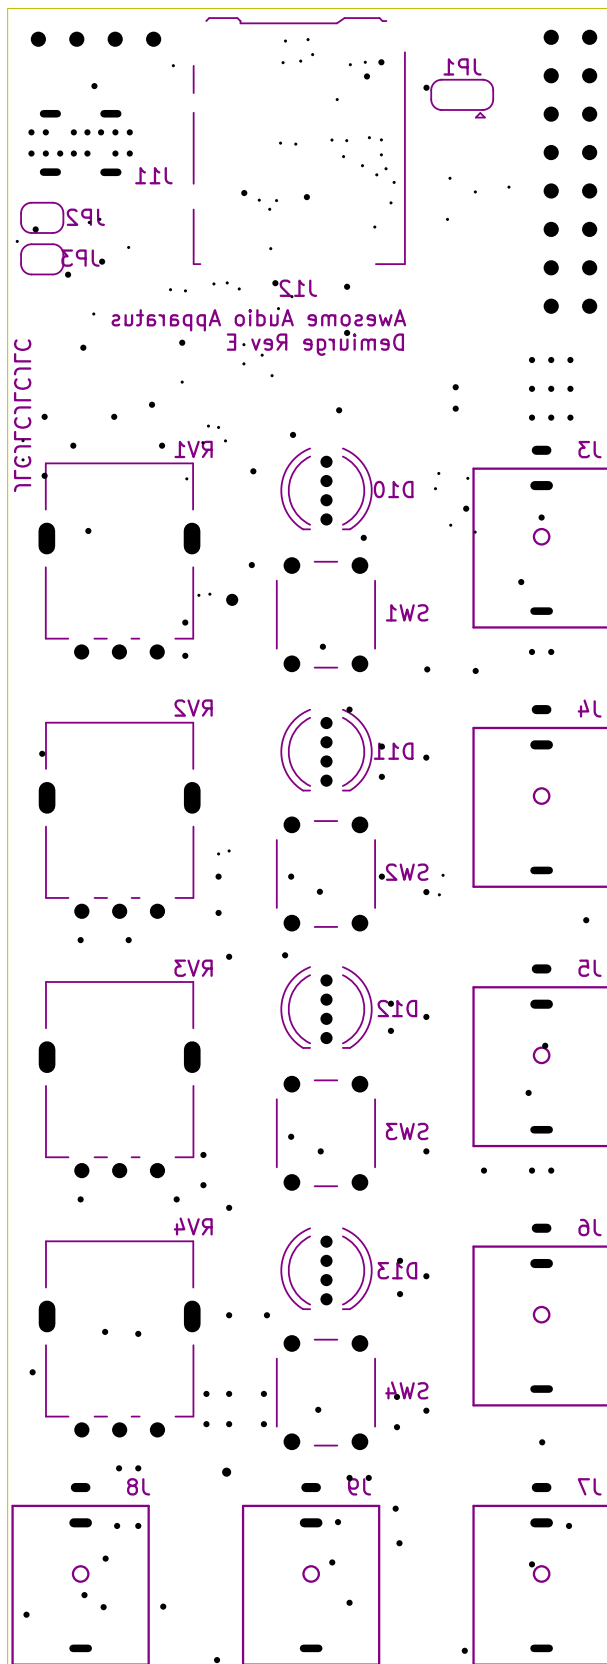 JP1
J11
JP2
JP3
J12
Awesome Audio Apparatus
Demiurge Rev E
JLCJLCJLCJLC
RV1
J3
D10
SW1
RV2
J4
D11
SW2
RV3
J5
D12
SW3
RV4
J6
D13
SW4
J8
J9
J7